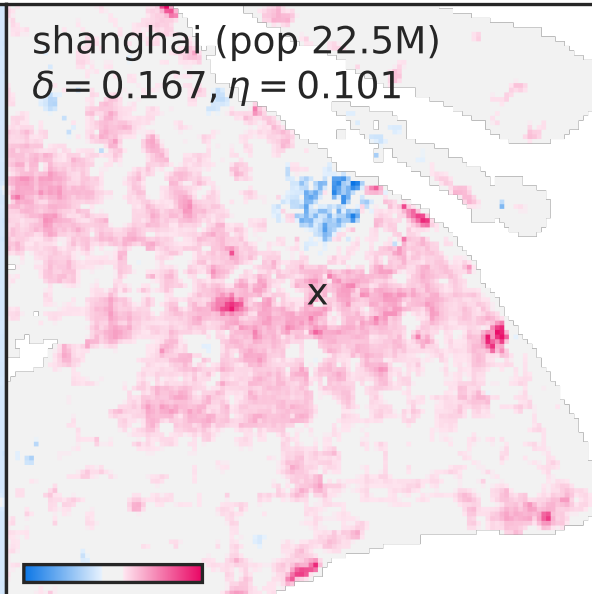 shanghai (pop 22.5M)
δ = 0.167, η = 0.101
x